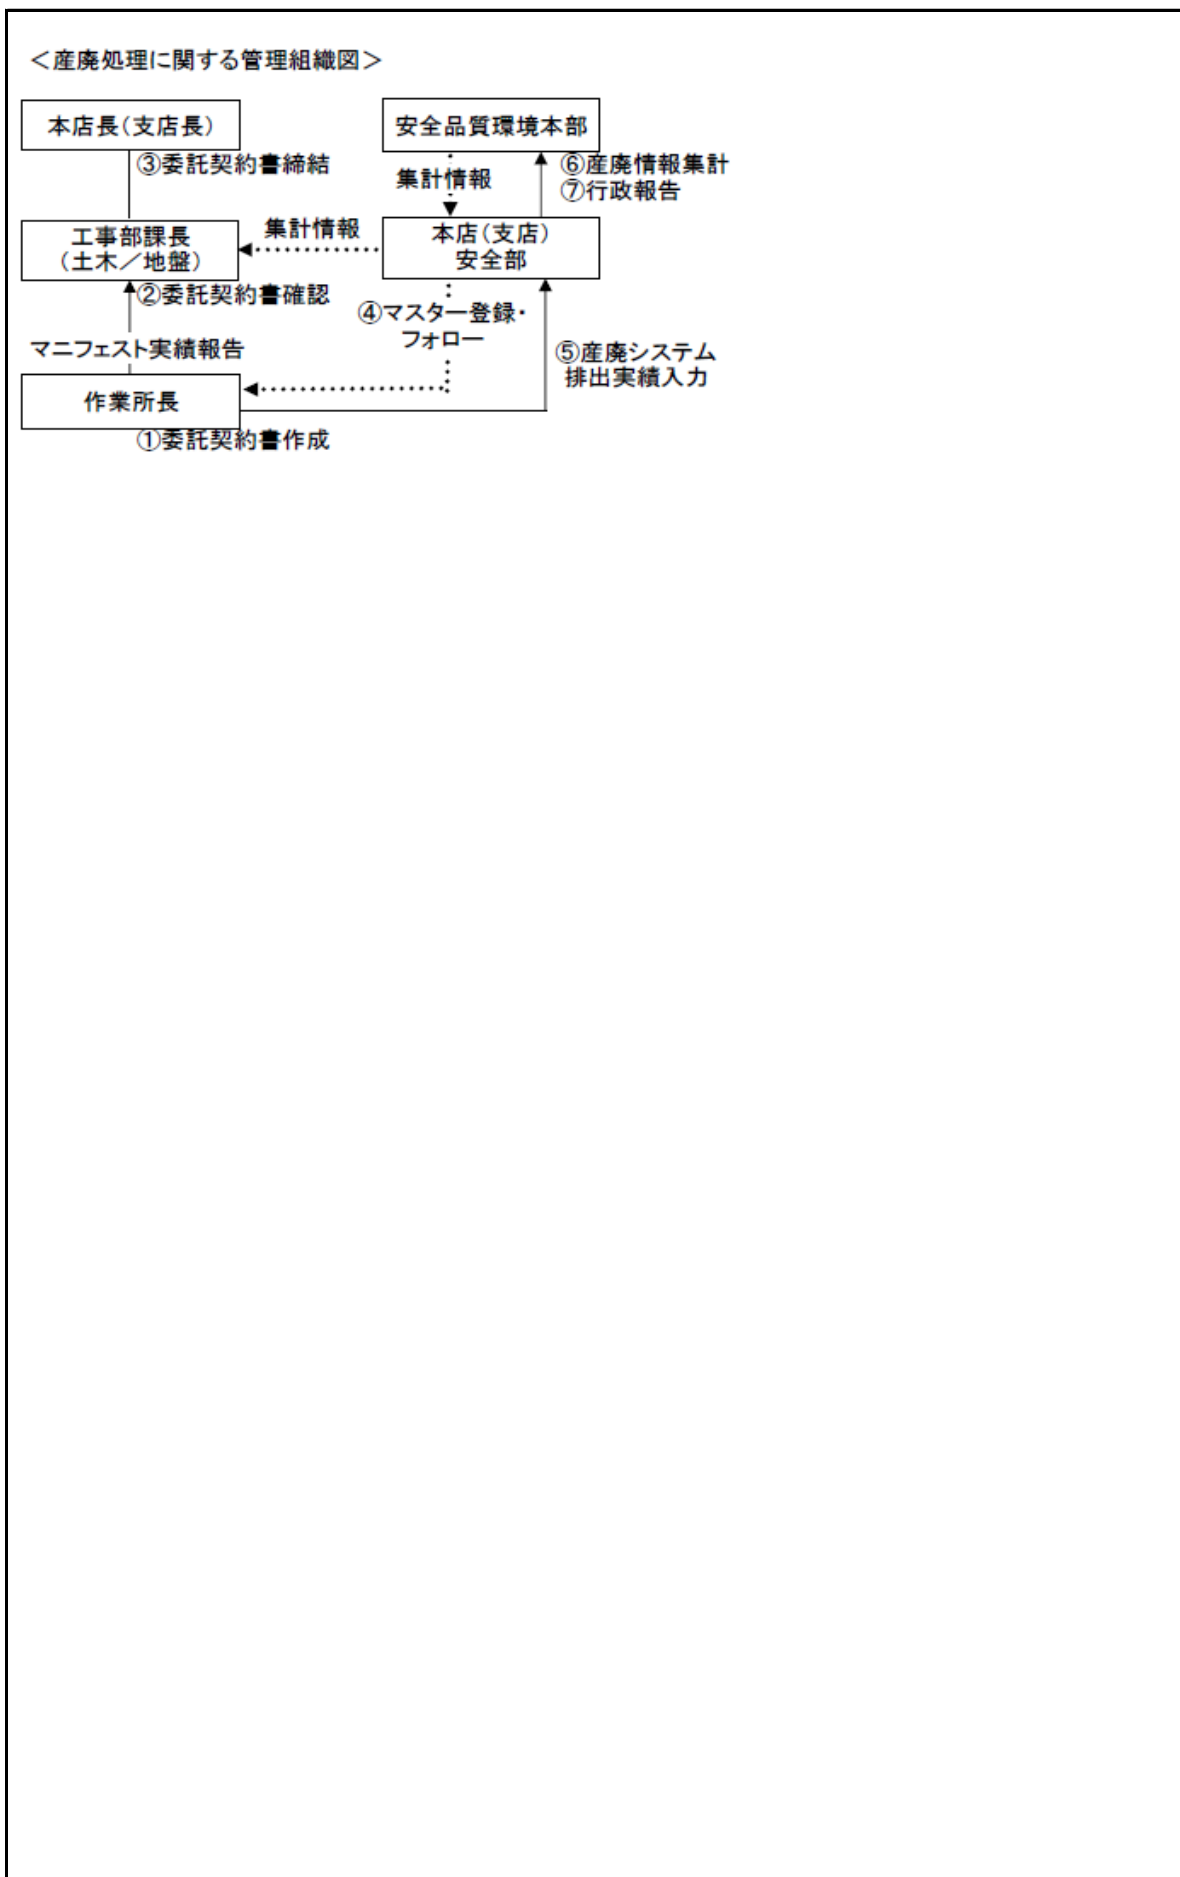 ＜産廃処理に関する管理組織図＞
本店長（支店長）
安全品質環境本部
③委託契約書締結
集計情報
⑥産廃情報集計
⑦行政報告
工事部課長
（土木／地盤）
集計情報
本店（支店）
安全部
②委託契約書確認
④マスター登録・
フォロー
マニフェスト実績報告
⑤産廃システム
排出実績入力
作業所長
①委託契約書作成